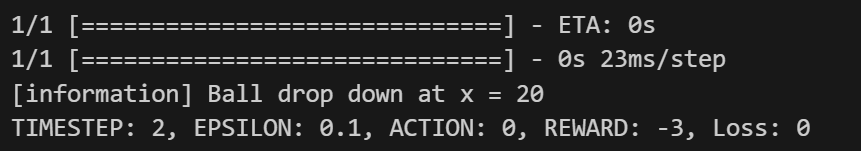 1/1 [==============================] - ETA: 0s
1/1 [==============================] - 0s 23ms/step
[information] Ball drop down at x = 20
TIMESTEP: 2, EPSILON: 0.1, ACTION: 0, REWARD: -3, Loss: 0